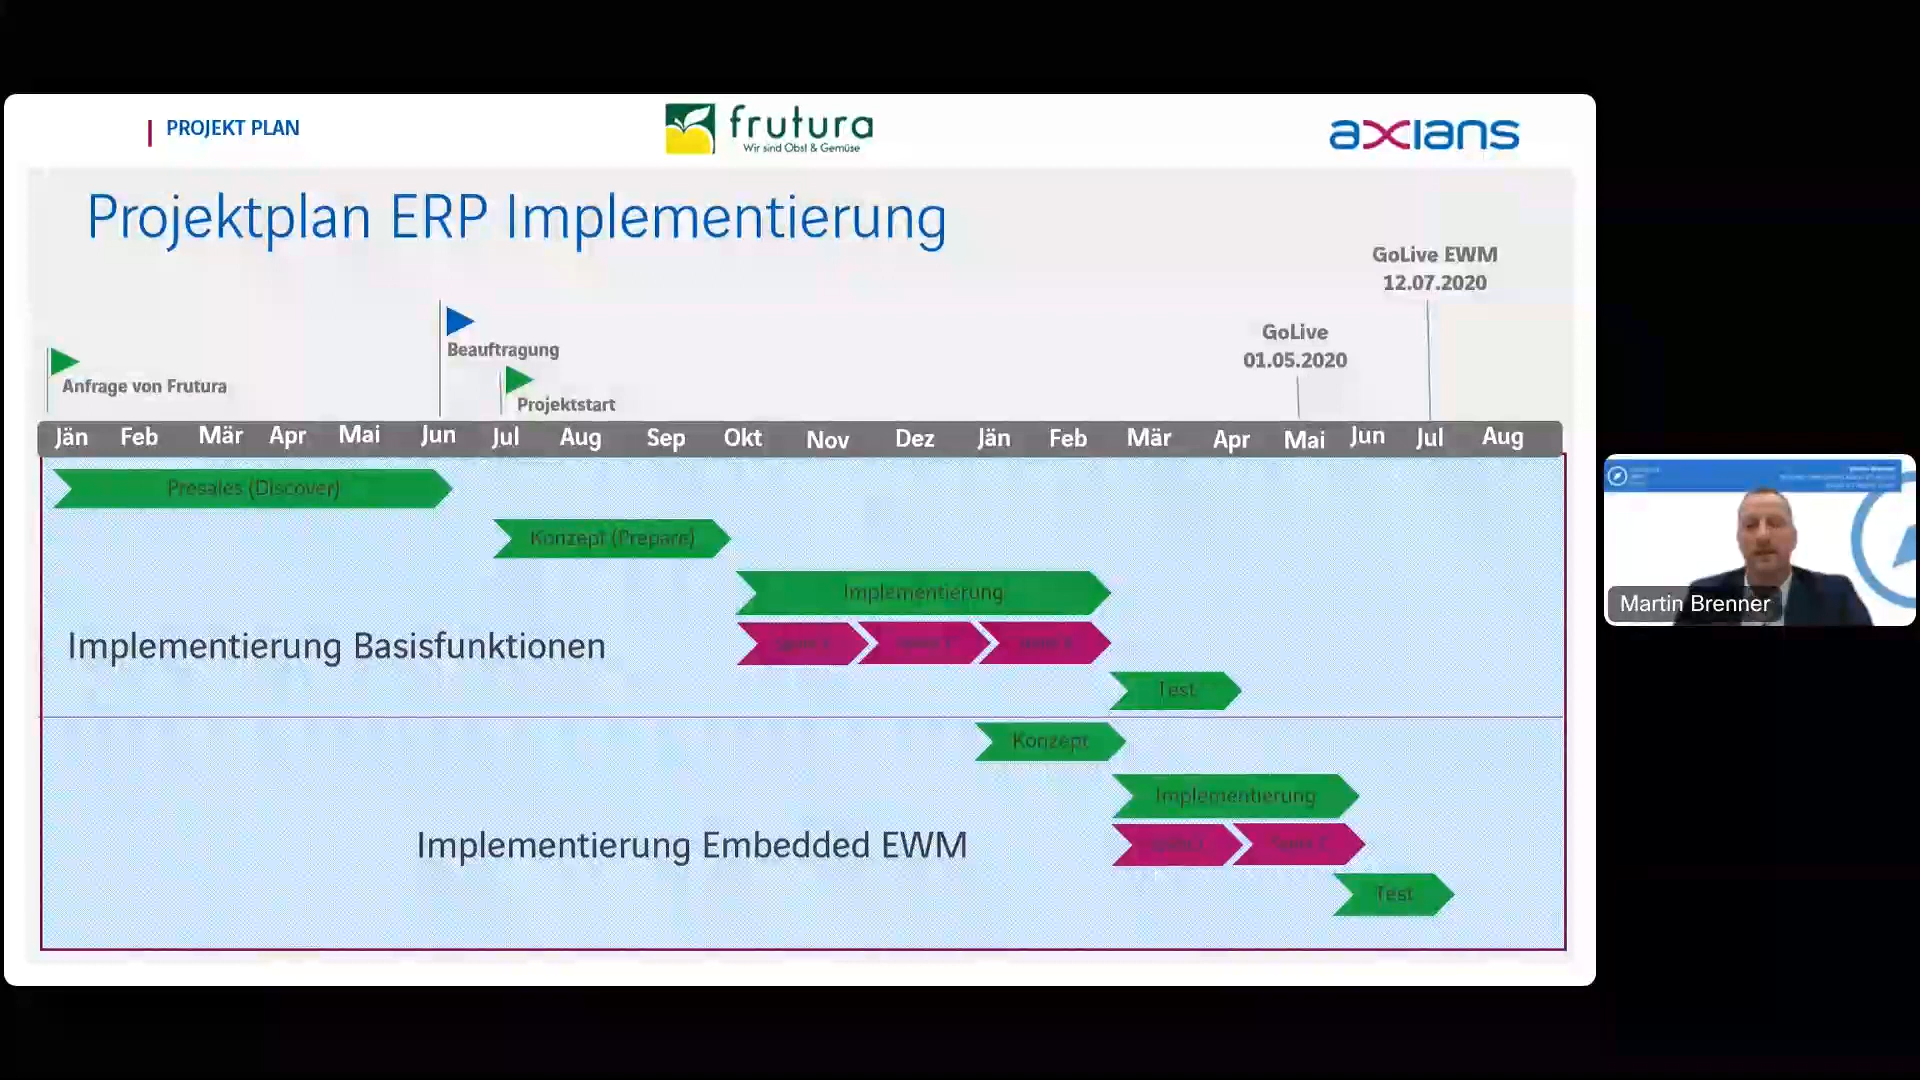 PROJEKT PLAN
frutura
Wir sind Obst & Gemüse
axians
Projektplan ERP Implementierung
GoLive EWM
12.07.2020
GoLive
01.05.2020
Beauftragung
Anfrage von Frutura
Projektstart
Jän Feb Mär Apr Mai Jun Jul Aug Sep Okt Nov Dez Jän Feb Mär Apr Mai Jun Jul Aug
Presales (Discover)
Konzept (Prepare)
Implementierung
Implementierung Basisfunktionen
Test
Konzept
Implementierung
Implementierung Embedded EWM
Test
Martin Brenner